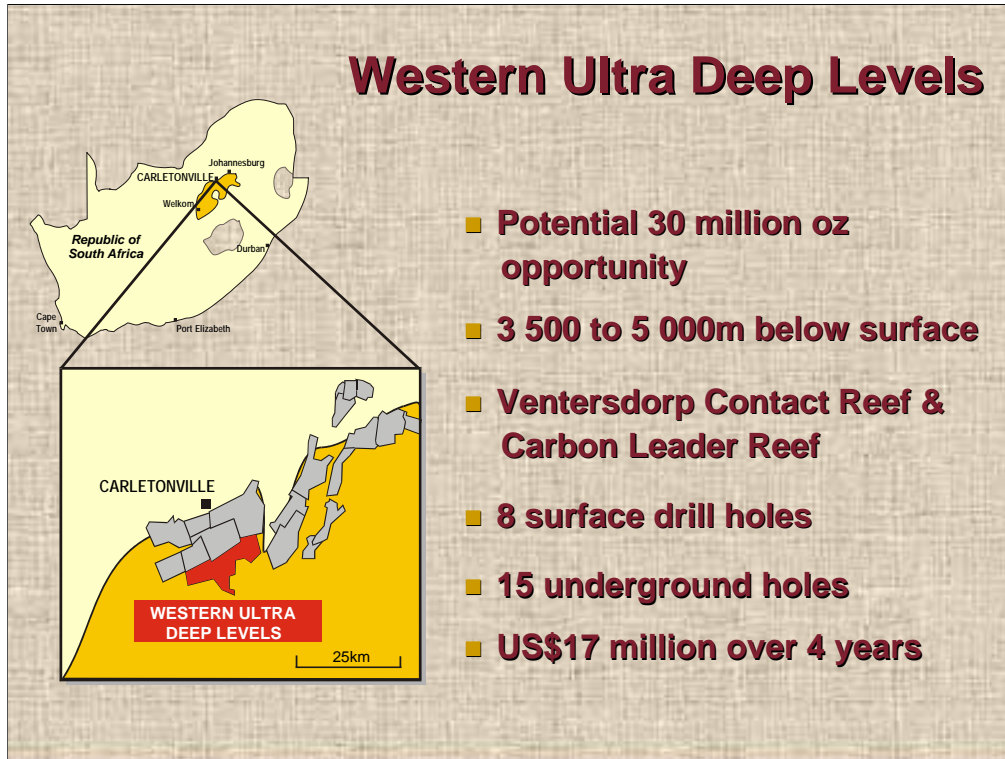 Western Ultra Deep Levels
Johannesburg
CARLETONVILLE
Welkom
Republic of
South Africa
Durban
Cape
Town
Port Elizabeth
CARLETONVILLE
WESTERN ULTRA
DEEP LEVELS
25km
Potential 30 million oz
opportunity
3 500 to 5 000m below surface
Ventersdorp Contact Reef &
Carbon Leader Reef
8 surface drill holes
15 underground holes
US$17 million over 4 years